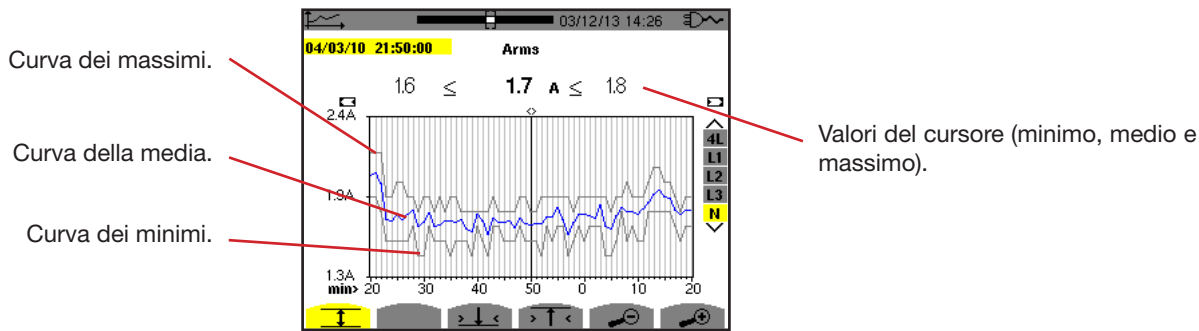 03/12/13 14:26
04/03/10 21:50:00 Arms
1.6 ≤ 1.7 A ≤ 1.8
Curva dei massimi.
Curva della media.
Curva dei minimi.
Valori del cursore (minimo, medio e
massimo).
2.4A
1.9A
1.3A
4L
L1
L2
L3
N
min> 20 30 40 50 0 10 20
> ↓ < > ↑ <